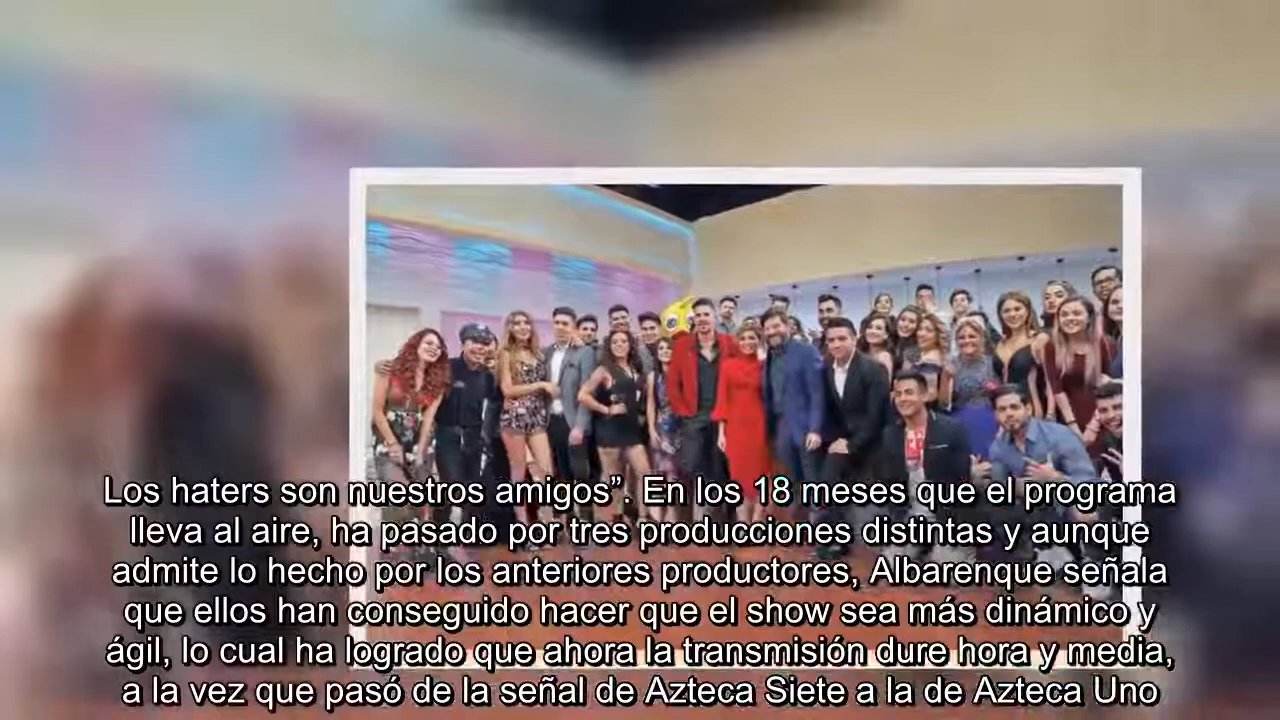 Los haters son nuestros amigos”. En los 18 meses que el programa
lleva al aire, ha pasado por tres producciones distintas y aunque
admite lo hecho por los anteriores productores, Albarenque señala
que ellos han conseguido hacer que el show sea más dinámico y
ágil, lo cual ha logrado que ahora la transmisión dure hora y media,
a la vez que pasó de la señal de Azteca Siete a la de Azteca Uno